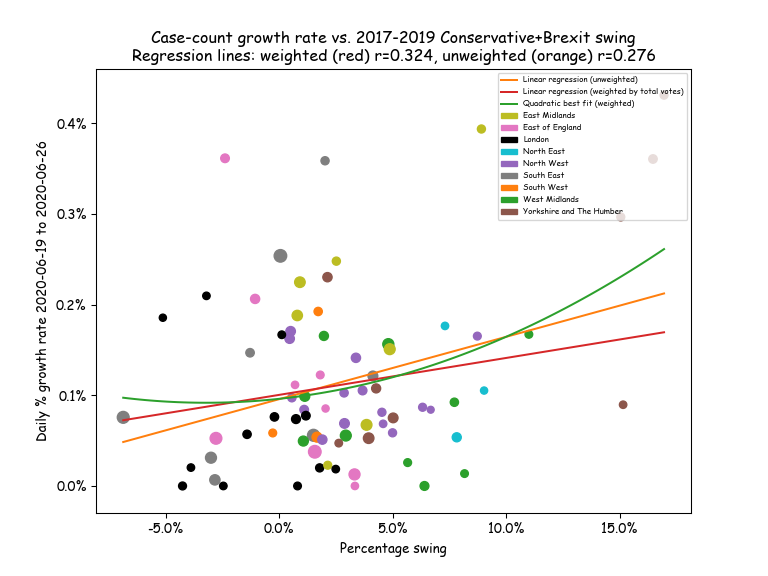 Case-count growth rate vs. 2017-2019 Conservative+Brexit swing
Regression lines: weighted (red) r=0.324, unweighted (orange) r=0.276
Daily % growth rate 2020-06-19 to 2020-06-26
0.4%
0.3%
0.2%
0.1%
0.0%
Linear regression (unweighted)
Linear regression (weighted by total votes)
Quadratic best fit (weighted)
East Midlands
East of England
London
North East
North West
South East
South West
West Midlands
Yorkshire and The Humber
-5.0% 0.0% 5.0% 10.0% 15.0%
Percentage swing